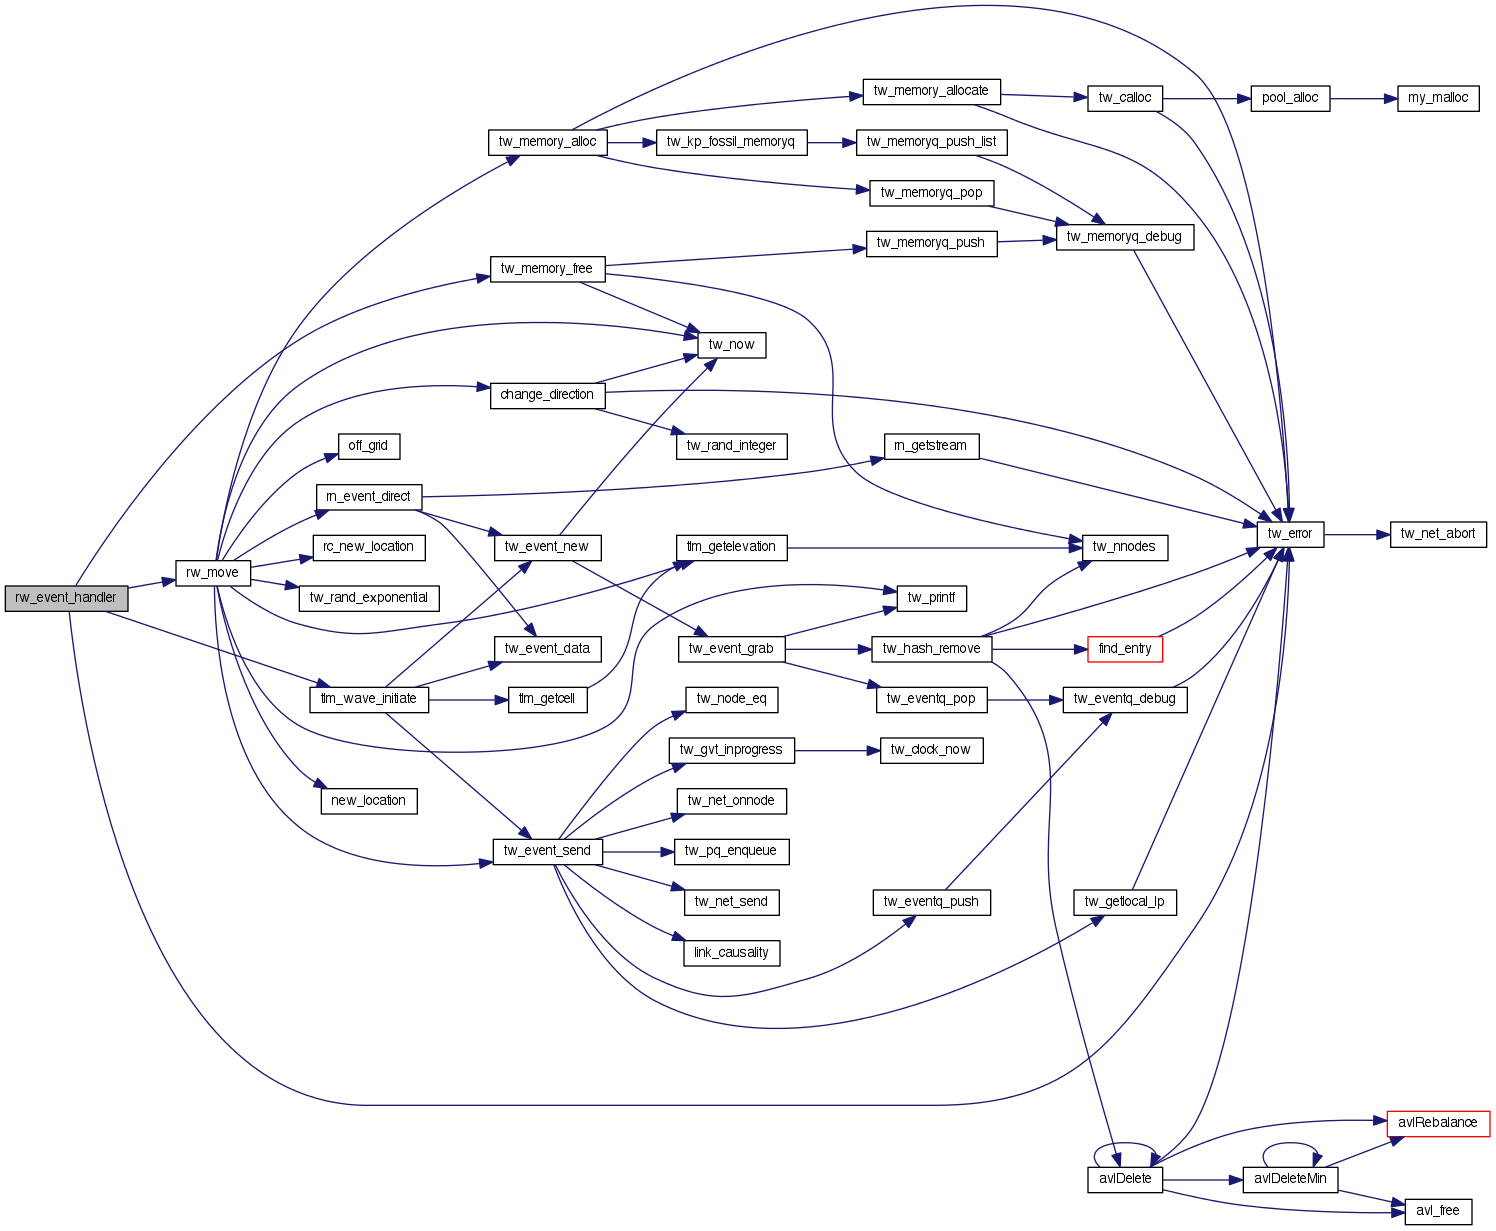 tw_memory_allocate
tw_calloc
pool_alloc
my_malloc
tw_memory_alloc
tw_kp_fossil_memoryq
tw_memoryq_push_list
tw_memoryq_pop
tw_memoryq_debug
tw_memoryq_push
tw_memory_free
tw_now
change_direction
off_grid
tw_rand_integer
rn_getstream
rn_event_direct
tw_error
tw_net_abort
rc_new_location
tw_event_new
tlm_getelevation
tw_nnodes
rw_move
rw_event_handler
tw_rand_exponential
tw_printf
tw_event_data
tw_event_grab
tw_hash_remove
find_entry
tlm_wave_initiate
tlm_getcell
tw_node_eq
tw_eventq_pop
tw_eventq_debug
tw_gvt_inprogress
tw_clock_now
new_location
tw_net_onnode
tw_event_send
tw_pq_enqueue
tw_net_send
tw_eventq_push
tw_getlocal_lp
link_causality
avlRebalance
avlDelete
avlDeleteMin
avl_free